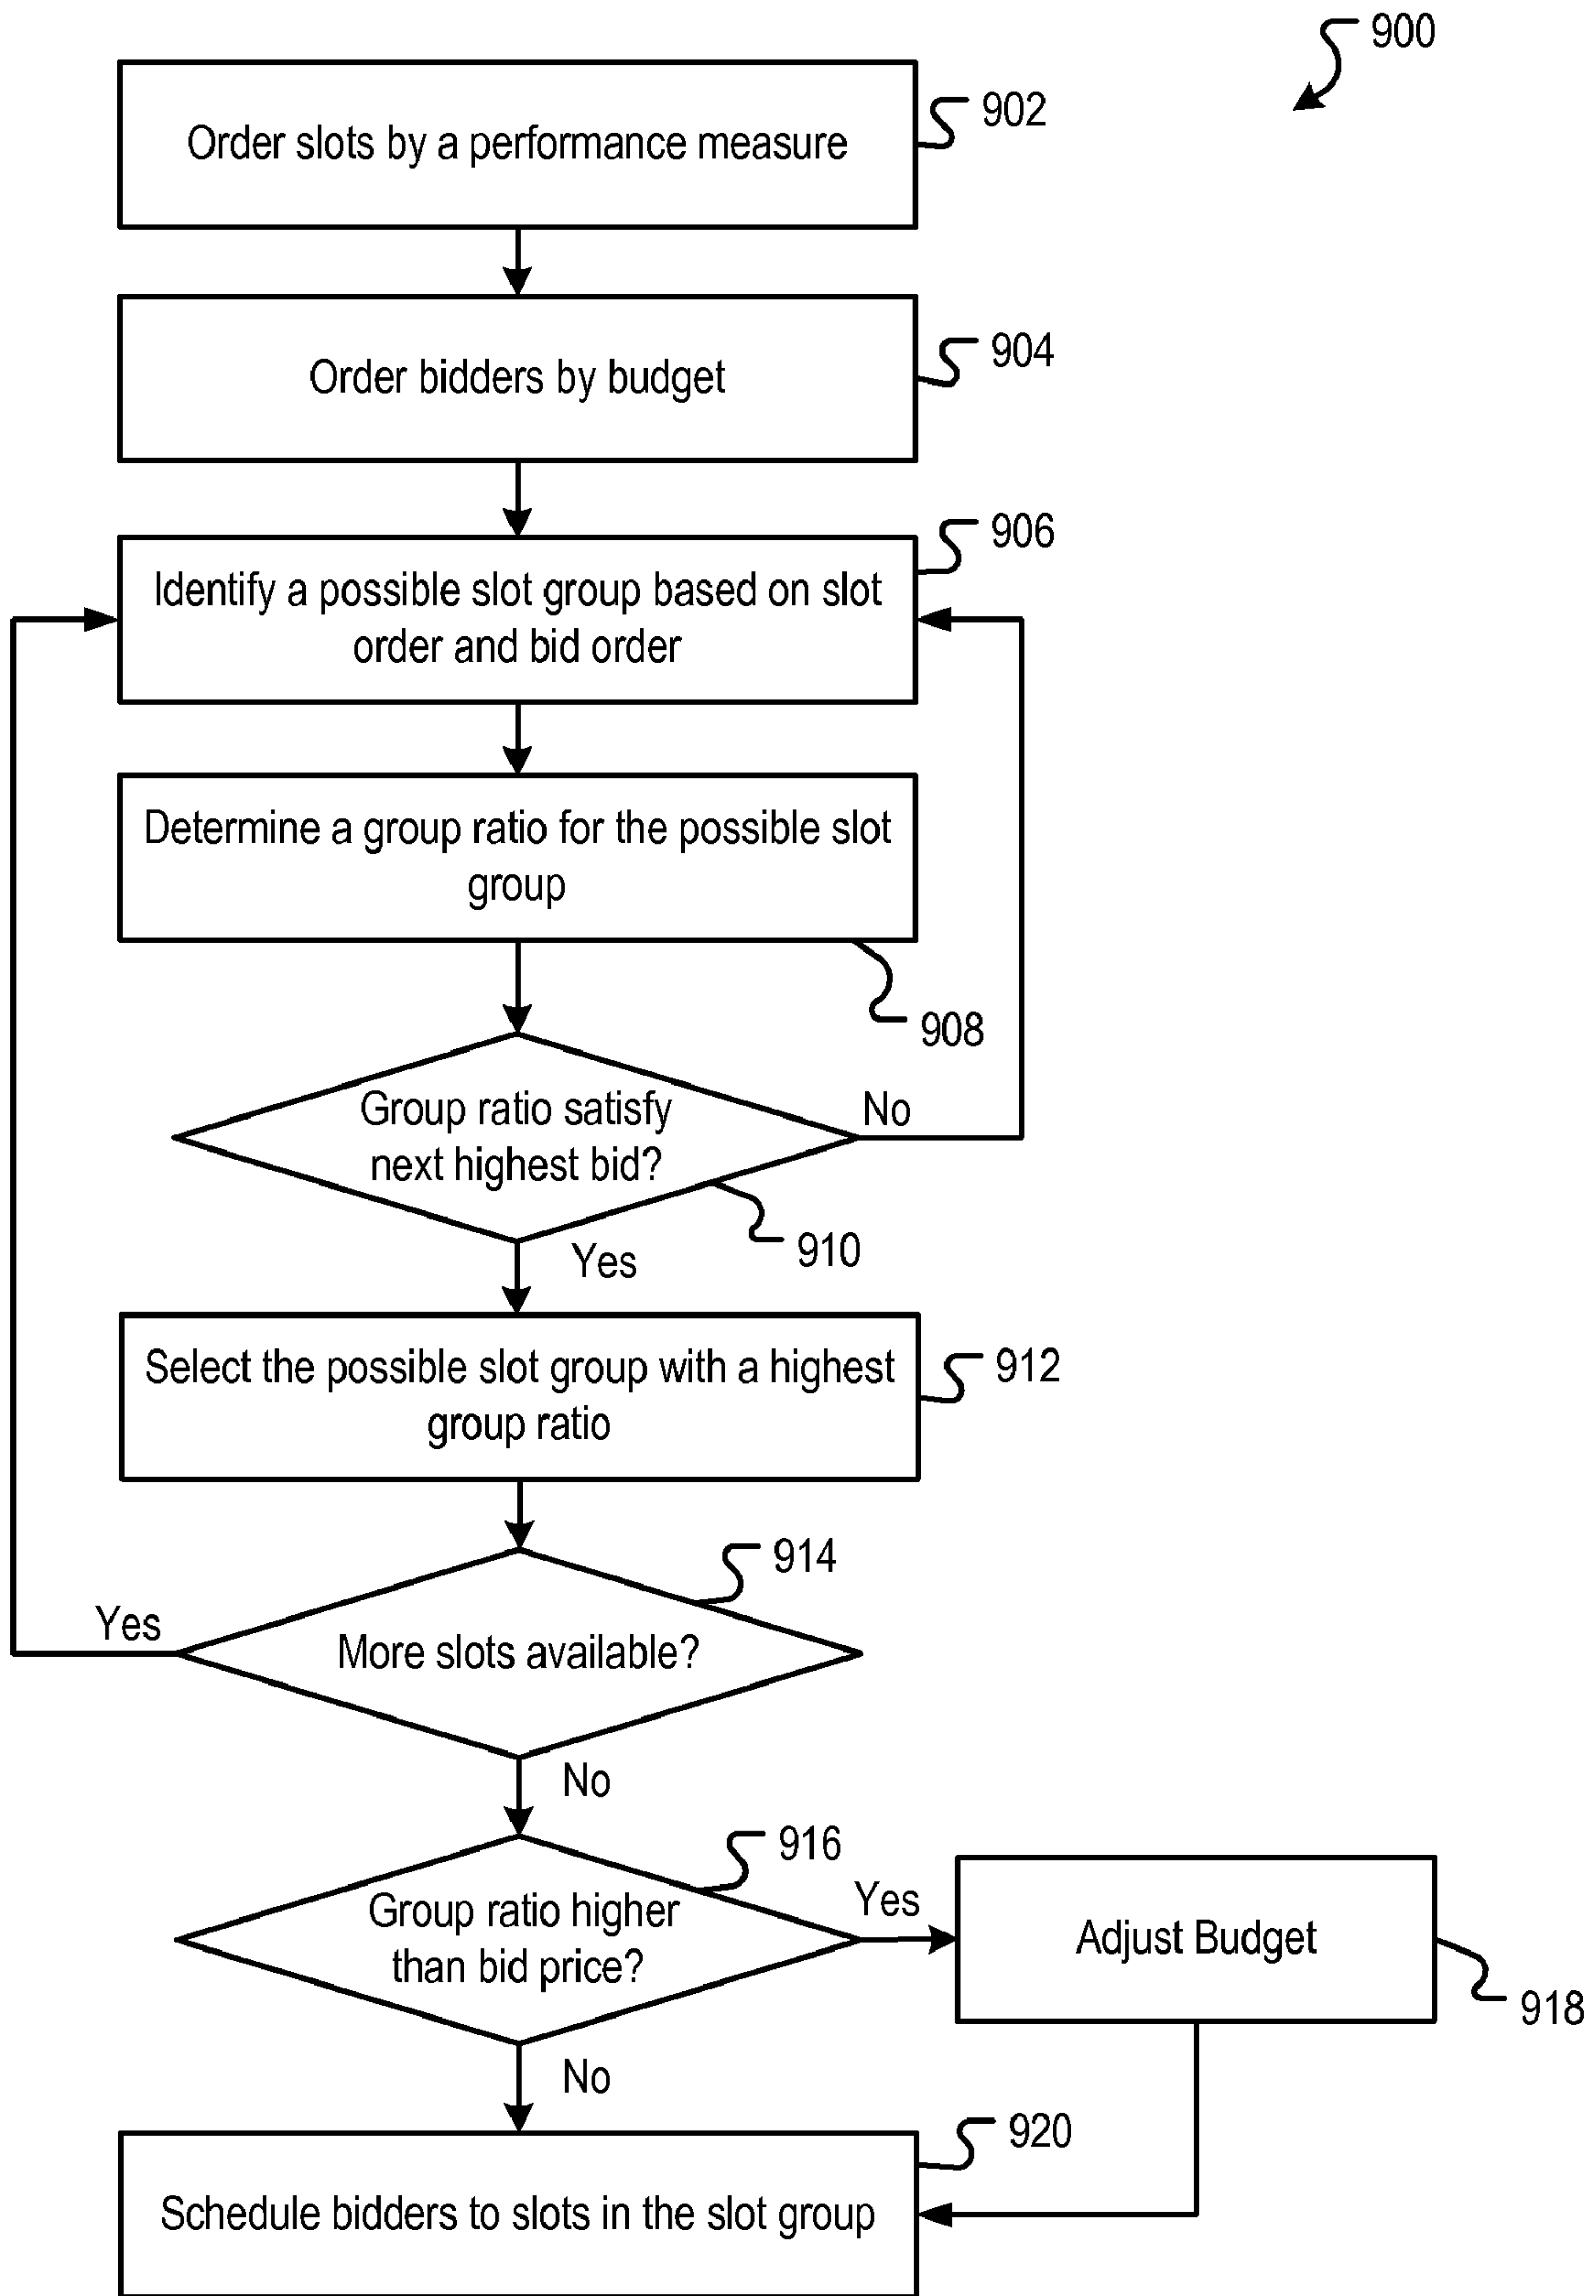 900
902
Order slots by a performance measure
904
Order bidders by budget
906
Identify a possible slot group based on slot
order and bid order
Determine a group ratio for the possible slot
group
908
Group ratio satisfy
next highest bid?
No
910
Yes
Select the possible slot group with a highest
group ratio
912
914
Yes
More slots available?
No
916
Group ratio higher
than bid price?
Yes
Adjust Budget
918
No
920
Schedule bidders to slots in the slot group